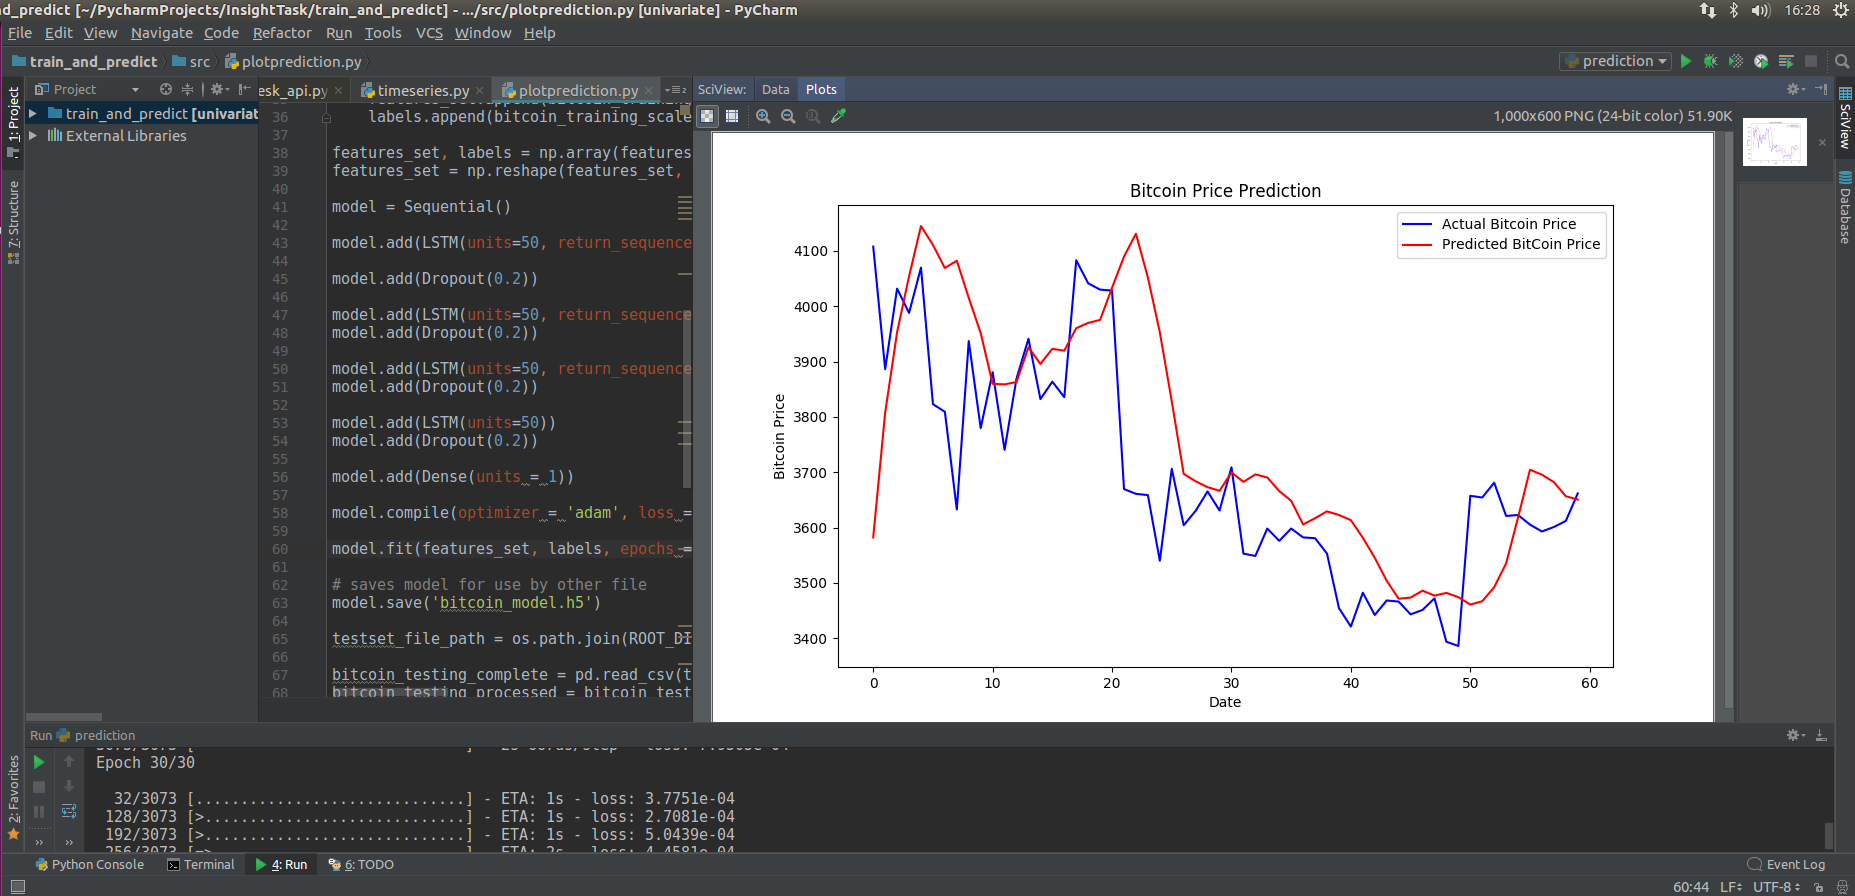 d_predict [~/PycharmProjects/InsightTask/train_and_predict] - .../src/plotprediction.py [univariate] - PyCharm
16:28
File Edit View Navigate Code Refactor Run Tools VCS Window Help
train_and_predict src plotprediction.py
prediction
1: Project
7: Structure
2: Favorites
Project
train_and_predict [univariat
External Libraries
esk_api.py timeseries.py plotprediction.py
36 labels.append(bitcoin_training_scale
37
38 features_set, labels = np.array(features
39 features_set = np.reshape(features_set,
40
41 model = Sequential()
42
43 model.add(LSTM(units=50, return_sequence
44
45 model.add(Dropout(0.2))
46
47 model.add(LSTM(units=50, return_sequence
48 model.add(Dropout(0.2))
49
50 model.add(LSTM(units=50, return_sequence
51 model.add(Dropout(0.2))
52
53 model.add(LSTM(units=50))
54 model.add(Dropout(0.2))
55
56 model.add(Dense(units = 1))
57
58 model.compile(optimizer = 'adam', loss =
59
60 model.fit(features_set, labels, epochs =
61
62 # saves model for use by other file
63 model.save('bitcoin_model.h5')
64
65 testset_file_path = os.path.join(ROOT_DI
66
67 bitcoin_testing_complete = pd.read_csv(t
68 bitcoin_testing_processed = bitcoin_test
SciView: Data Plots
1,000x600 PNG (24-bit color) 51.90K
Bitcoin Price Prediction
Actual Bitcoin Price
Predicted BitCoin Price
Bitcoin Price
4100
4000
3900
3800
3700
3600
3500
3400
0 10 20 30 40 50 60
Date
SciView
Database
Run prediction
Epoch 30/30
32/3073 [..............................] - ETA: 1s - loss: 3.7751e-04
128/3073 [>.............................] - ETA: 1s - loss: 2.7081e-04
192/3073 [>.............................] - ETA: 1s - loss: 5.0439e-04
256/3073 [=>............................] - ETA: 2s - loss: 4.4581e-04
Python Console Terminal 4: Run 6: TODO Event Log
60:44 LF UTF-8